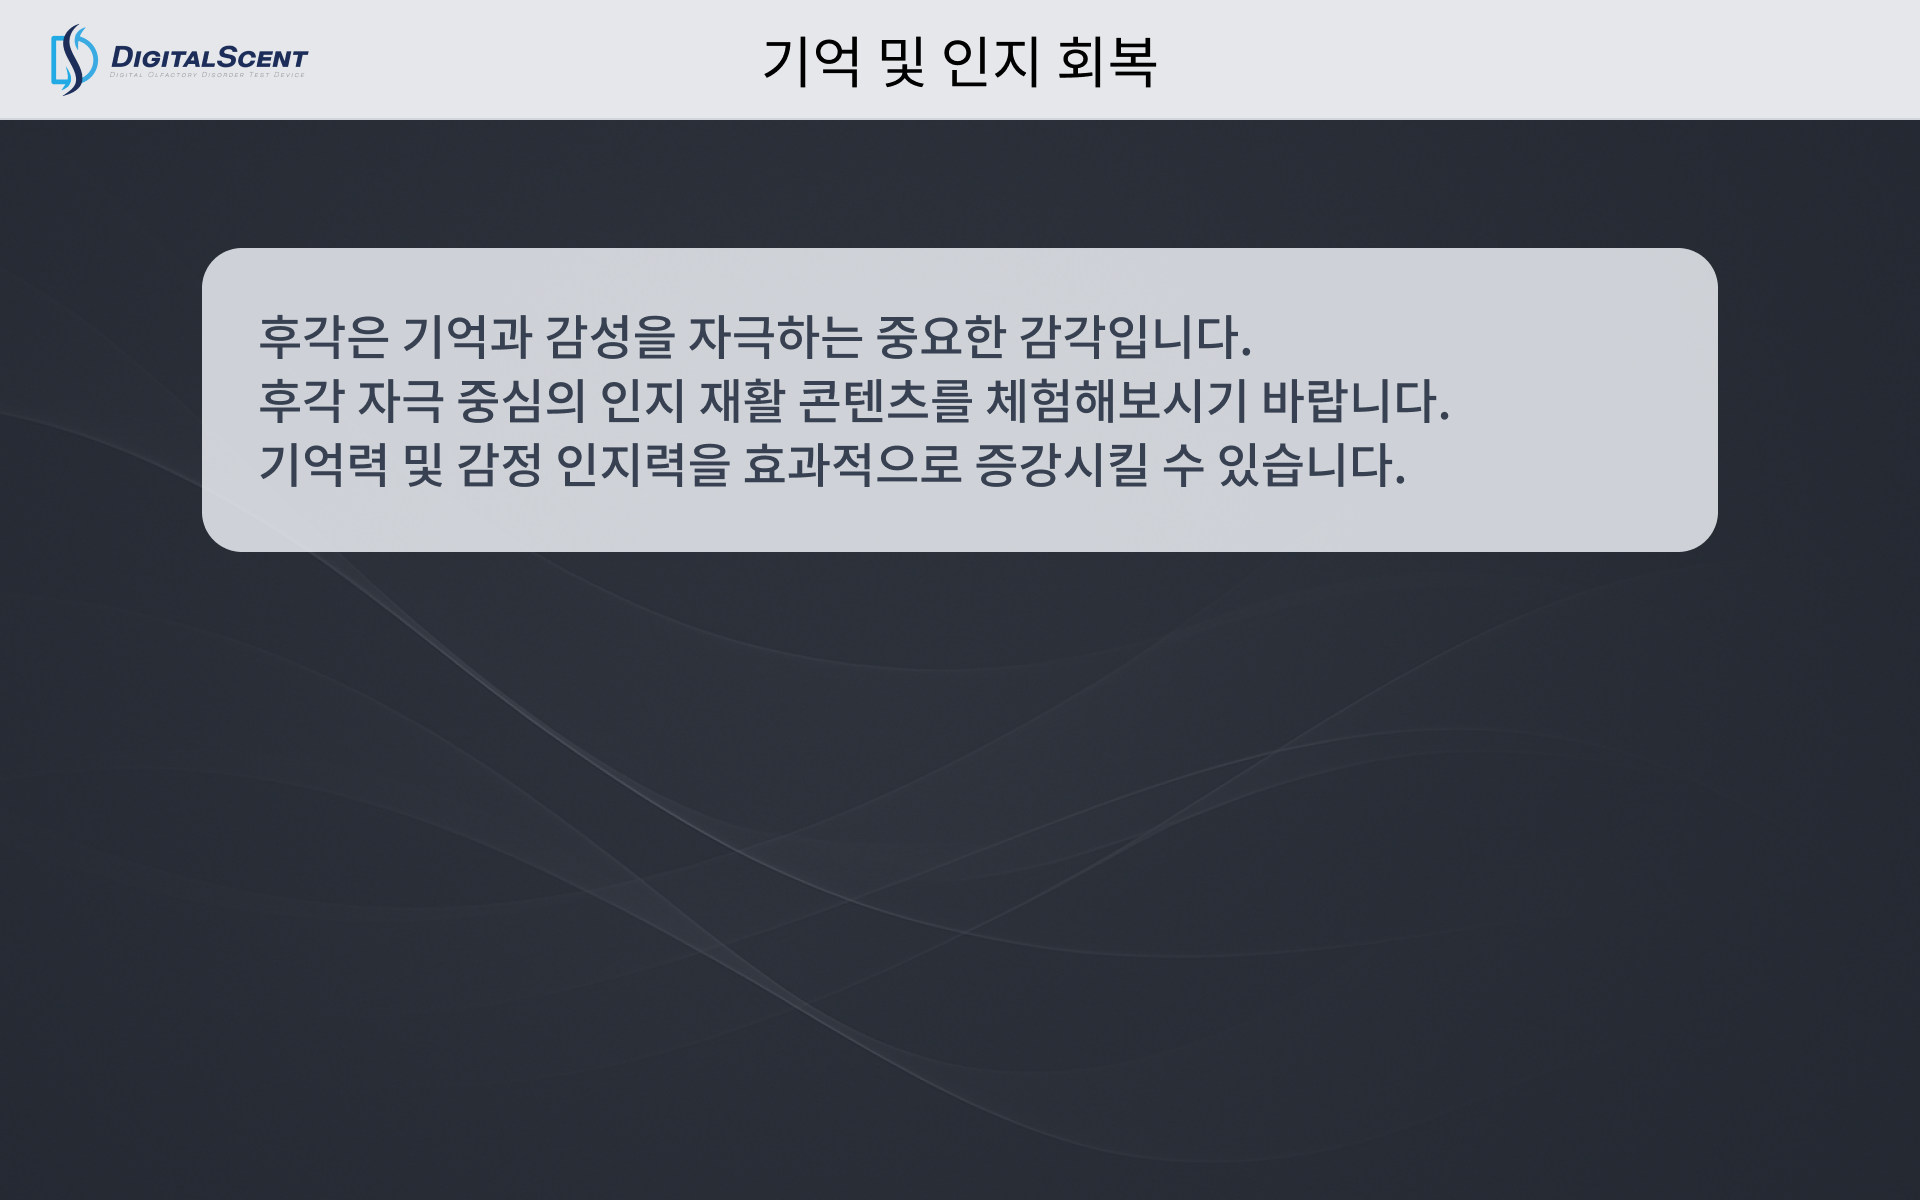 DIGITALSCENT
DIGITAL OLFACTORY DISORDER TEST DEVICE
기억 및 인지 회복
후각은 기억과 감성을 자극하는 중요한 감각입니다.
후각 자극 중심의 인지 재활 콘텐츠를 체험해보시기 바랍니다.
기억력 및 감정 인지력을 효과적으로 증강시킬 수 있습니다.